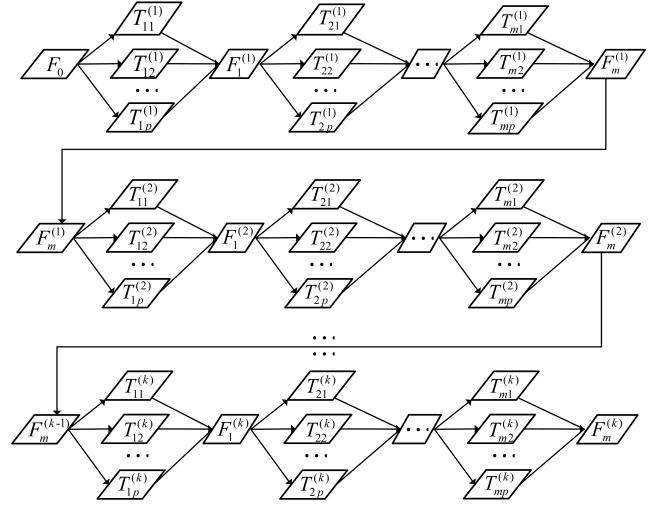 T_{11}^{(1)} T_{21}^{(1)} T_{m1}^{(1)}
F_0 T_{12}^{(1)} F_1^{(1)} T_{22}^{(1)} ··· T_{m2}^{(1)} F_m^{(1)}
··· ··· ···
T_{1p}^{(1)} T_{2p}^{(1)} T_{mp}^{(1)}
T_{11}^{(2)} T_{21}^{(2)} T_{m1}^{(2)}
F_m^{(1)} T_{12}^{(2)} F_1^{(2)} T_{22}^{(2)} ··· T_{m2}^{(2)} F_m^{(2)}
··· ··· ···
T_{1p}^{(2)} T_{2p}^{(2)} T_{mp}^{(2)}
···
···
T_{11}^{(k)} T_{21}^{(k)} T_{m1}^{(k)}
F_m^{(k-1)} T_{12}^{(k)} F_1^{(k)} T_{22}^{(k)} ··· T_{m2}^{(k)} F_m^{(k)}
··· ··· ···
T_{1p}^{(k)} T_{2p}^{(k)} T_{mp}^{(k)}